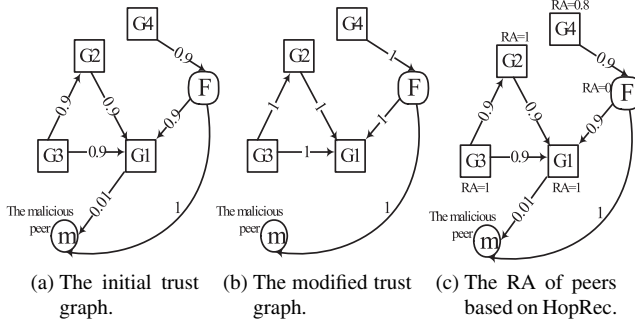 G4
0.9
G2
F
0.9
0.9
0.9
G3
0.9
G1
0.01
1
The malicious
peer
m
(a) The initial trust
graph.
G4
1
G2
F
1
1
1
G3
1
G1
1
The malicious
peer
m
(b) The modified trust
graph.
RA=0.8
G4
RA=1
0.9
G2
RA=0
F
0.9
0.9
0.9
G3
0.9
G1
RA=1
RA=1
0.01
1
The malicious
peer
m
(c) The RA of peers
based on HopRec.